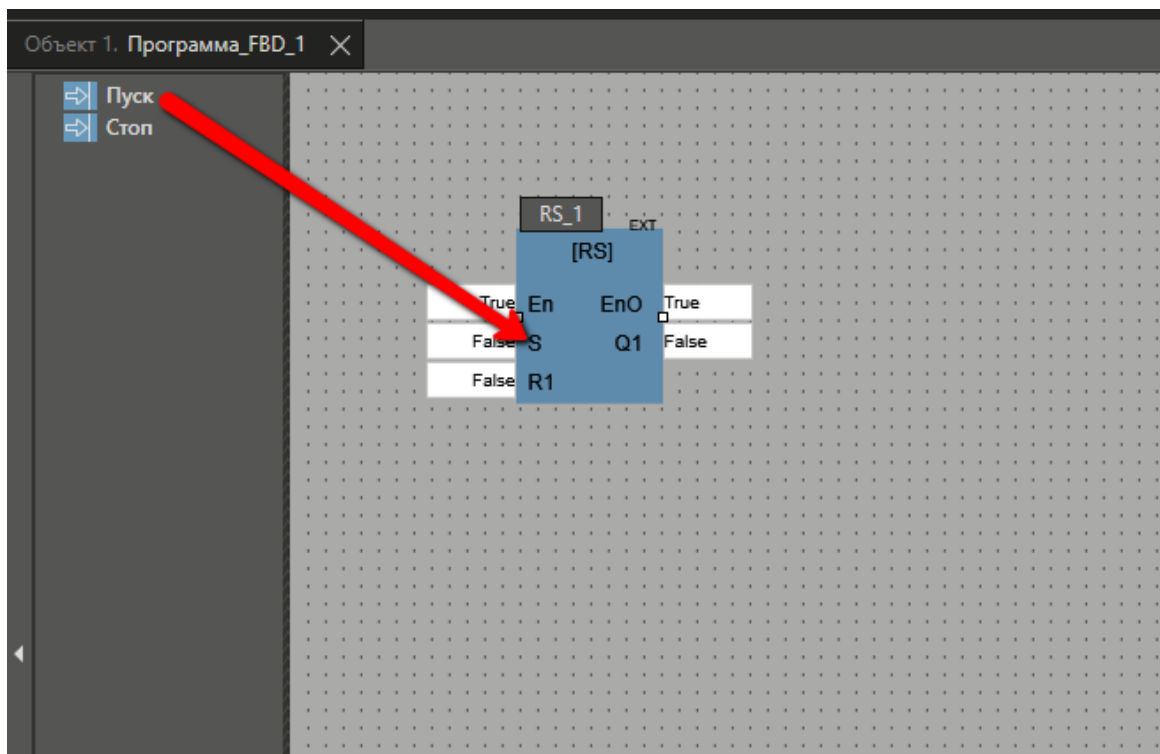 Объект 1. Программа_FBD_1
Пуск
Стоп
RS_1
EXT
[RS]
True En EnO True
False S Q1 False
False R1